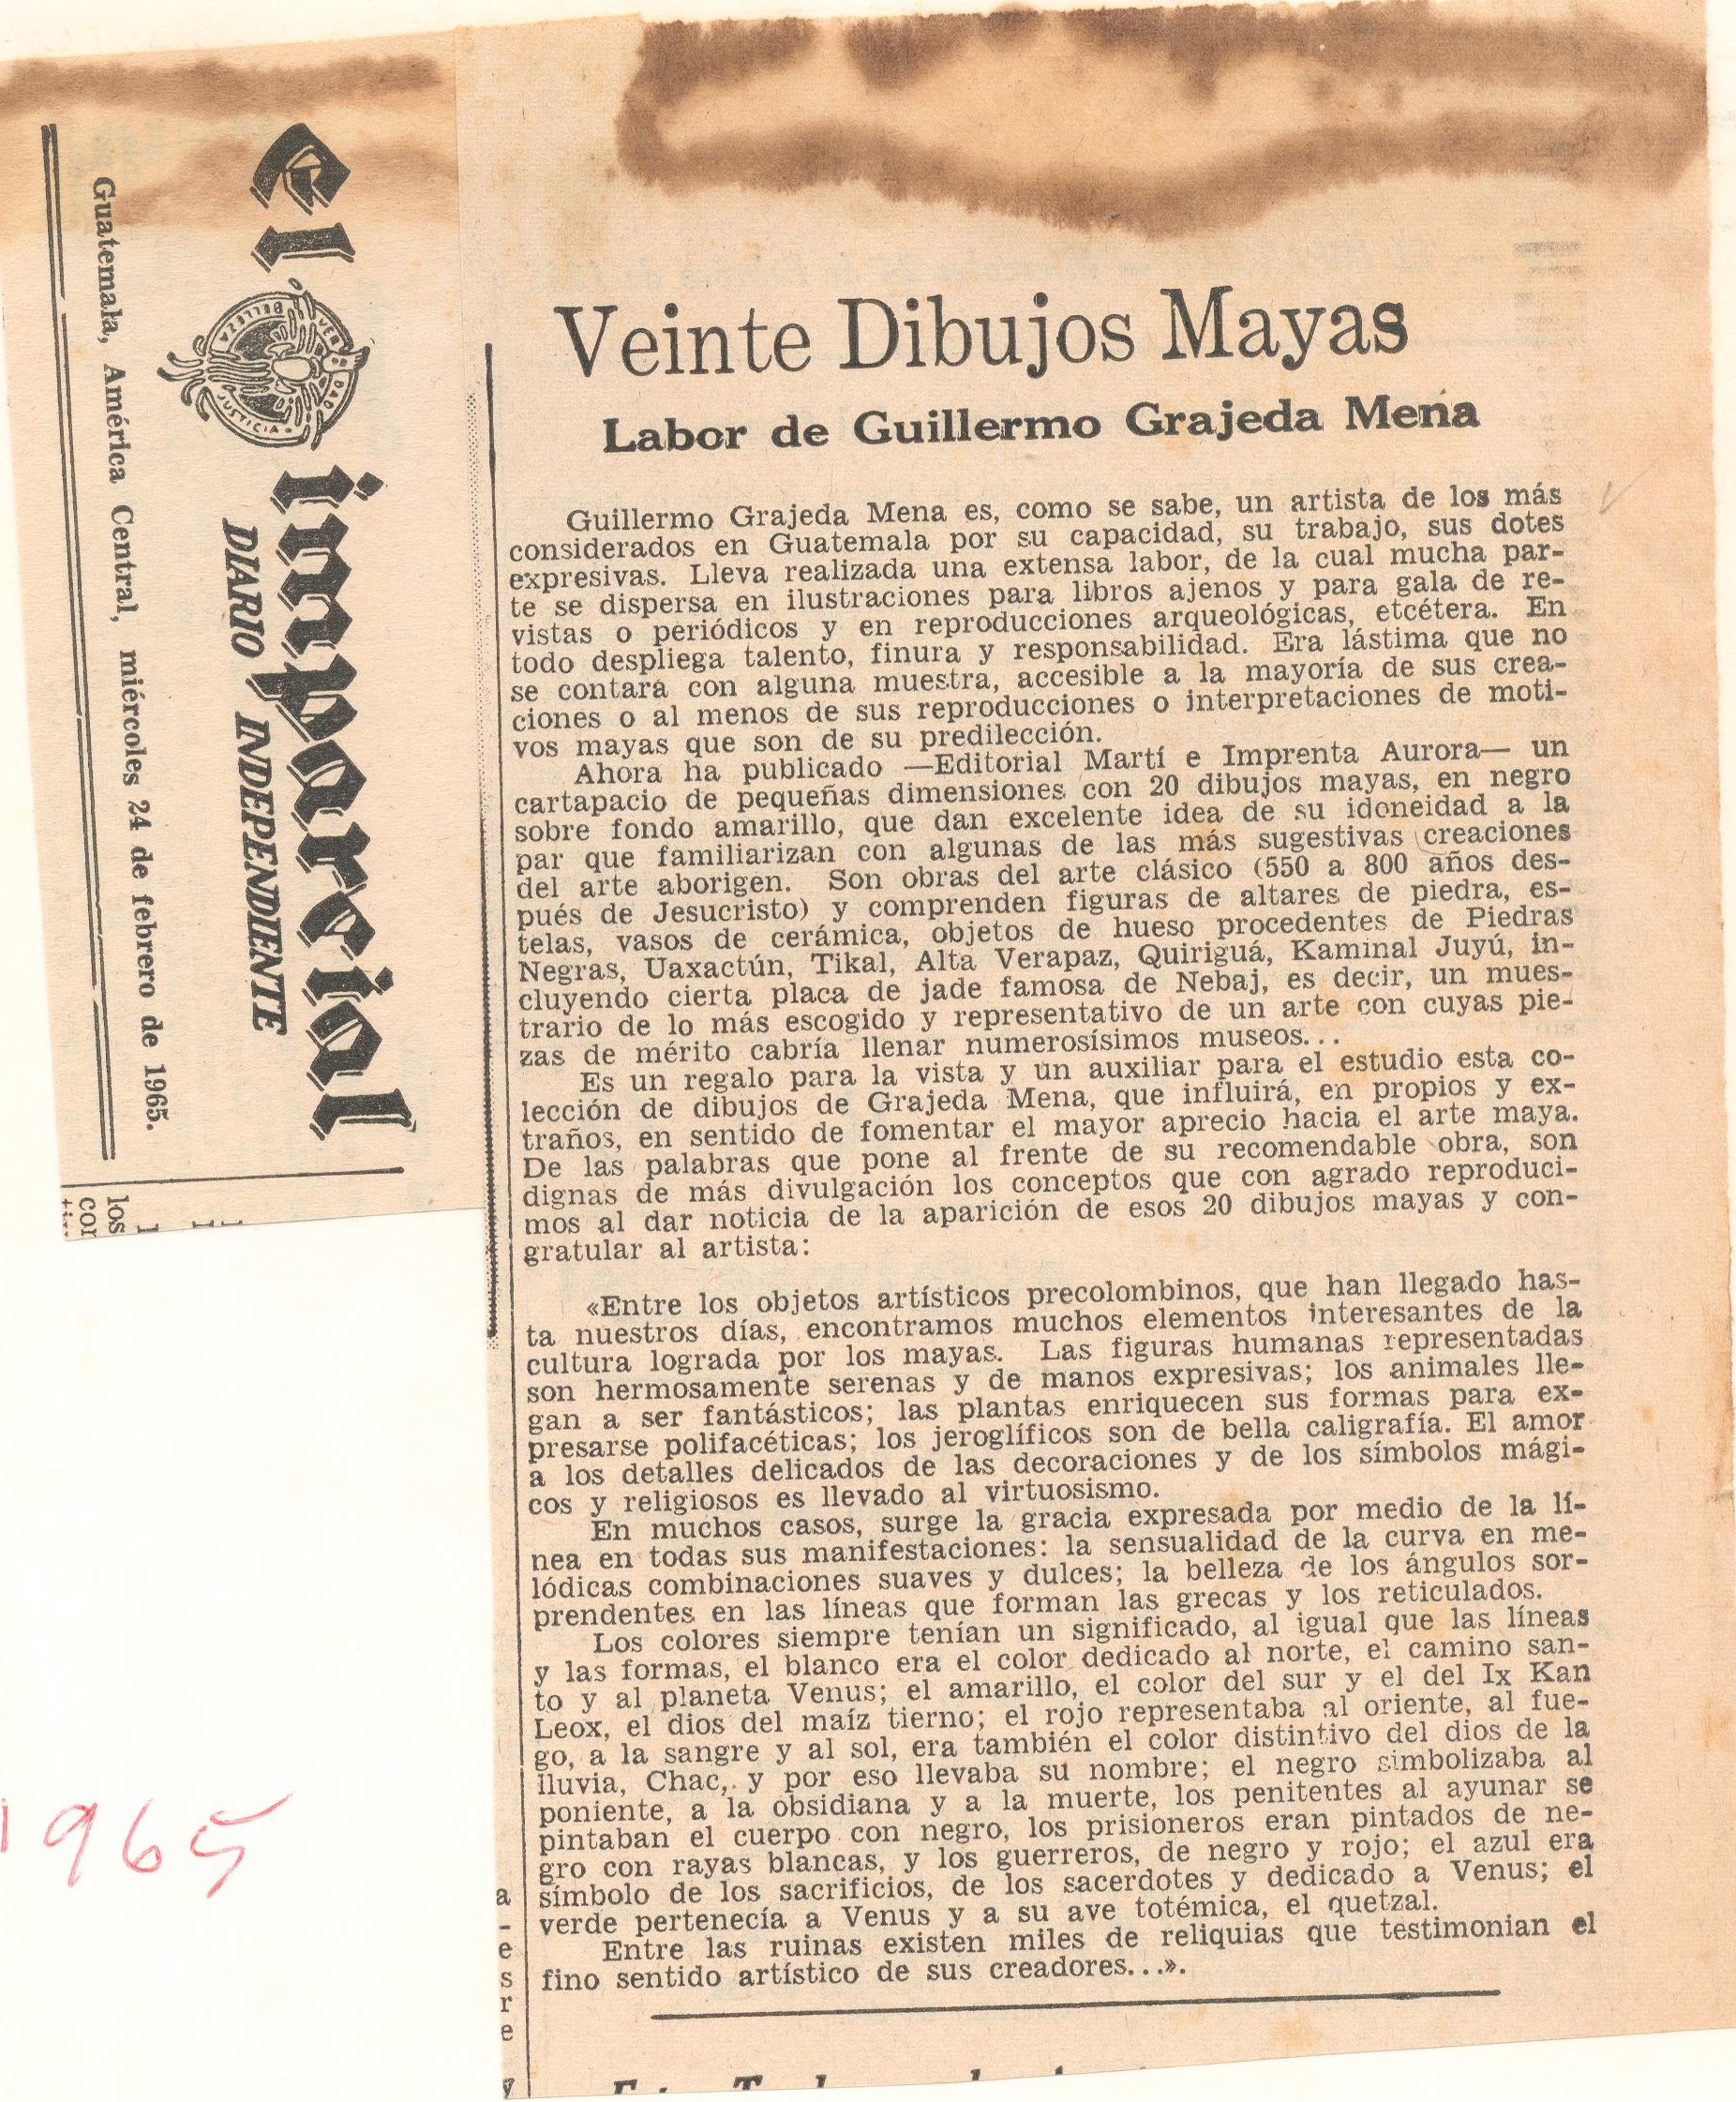 el imparcial
VERDAD
JUSTICIA
BELLEZA
DIARIO INDEPENDIENTE
Guatemala, América Central, miércoles 24 de febrero de 1965.
los
cor
Veinte Dibujos Mayas
Labor de Guillermo Grajeda Mena
Guillermo Grajeda Mena es, como se sabe, un artista de los más
considerados en Guatemala por su capacidad, su trabajo, sus dotes
expresivas. Lleva realizada una extensa labor, de la cual mucha par-
te se dispersa en ilustraciones para libros ajenos y para gala de re-
vistas o periódicos y en reproducciones arqueológicas, etcétera. En
todo despliega talento, finura y responsabilidad. Era lástima que no
se contara con alguna muestra, accesible a la mayoría de sus crea-
ciones o al menos de sus reproducciones o interpretaciones de moti-
vos mayas que son de su predilección.
Ahora ha publicado —Editorial Martí e Imprenta Aurora— un
cartapacio de pequeñas dimensiones con 20 dibujos mayas, en negro
sobre fondo amarillo, que dan excelente idea de su idoneidad a la
par que familiarizan con algunas de las más sugestivas creaciones
del arte aborigen. Son obras del arte clásico (550 a 800 años des-
pués de Jesucristo) y comprenden figuras de altares de piedra, es-
telas, vasos de cerámica, objetos de hueso procedentes de Piedras
Negras, Uaxactún, Tikal, Alta Verapaz, Quiriguá, Kaminal Juyú, in-
cluyendo cierta placa de jade famosa de Nebaj, es decir, un mues-
trario de lo más escogido y representativo de un arte con cuyas pie-
zas de mérito cabría llenar numerosísimos museos...
Es un regalo para la vista y un auxiliar para el estudio esta co-
lección de dibujos de Grajeda Mena, que influirá, en propios y ex-
traños, en sentido de fomentar el mayor aprecio hacia el arte maya.
De las palabras que pone al frente de su recomendable obra, son
dignas de más divulgación los conceptos que con agrado reproduci-
mos al dar noticia de la aparición de esos 20 dibujos mayas y con-
gratular al artista:
«Entre los objetos artísticos precolombinos, que han llegado has-
ta nuestros días, encontramos muchos elementos interesantes de la
cultura lograda por los mayas. Las figuras humanas representadas
son hermosamente serenas y de manos expresivas; los animales lle-
gan a ser fantásticos; las plantas enriquecen sus formas para ex-
presarse polifacéticas; los jeroglíficos son de bella caligrafía. El amor
a los detalles delicados de las decoraciones y de los símbolos mági-
cos y religiosos es llevado al virtuosismo.
En muchos casos, surge la gracia expresada por medio de la lí-
nea en todas sus manifestaciones: la sensualidad de la curva en me-
lódicas combinaciones suaves y dulces; la belleza de los ángulos sor-
prendentes en las líneas que forman las grecas y los reticulados.
Los colores siempre tenían un significado, al igual que las líneas
y las formas, el blanco era el color dedicado al norte, el camino san-
to y al planeta Venus; el amarillo, el color del sur y el del Ix Kan
Leox, el dios del maíz tierno; el rojo representaba al oriente, al fue-
go, a la sangre y al sol, era también el color distintivo del dios de la
lluvia, Chac, y por eso llevaba su nombre; el negro simbolizaba al
poniente, a la obsidiana y a la muerte, los penitentes al ayunar se
pintaban el cuerpo con negro, los prisioneros eran pintados de ne-
gro con rayas blancas, y los guerreros, de negro y rojo; el azul era
símbolo de los sacrificios, de los sacerdotes y dedicado a Venus; el
verde pertenecía a Venus y a su ave totémica, el quetzal.
Entre las ruinas existen miles de reliquias que testimonian el
fino sentido artístico de sus creadores...».
a
-
e
s
r
e
y
1965